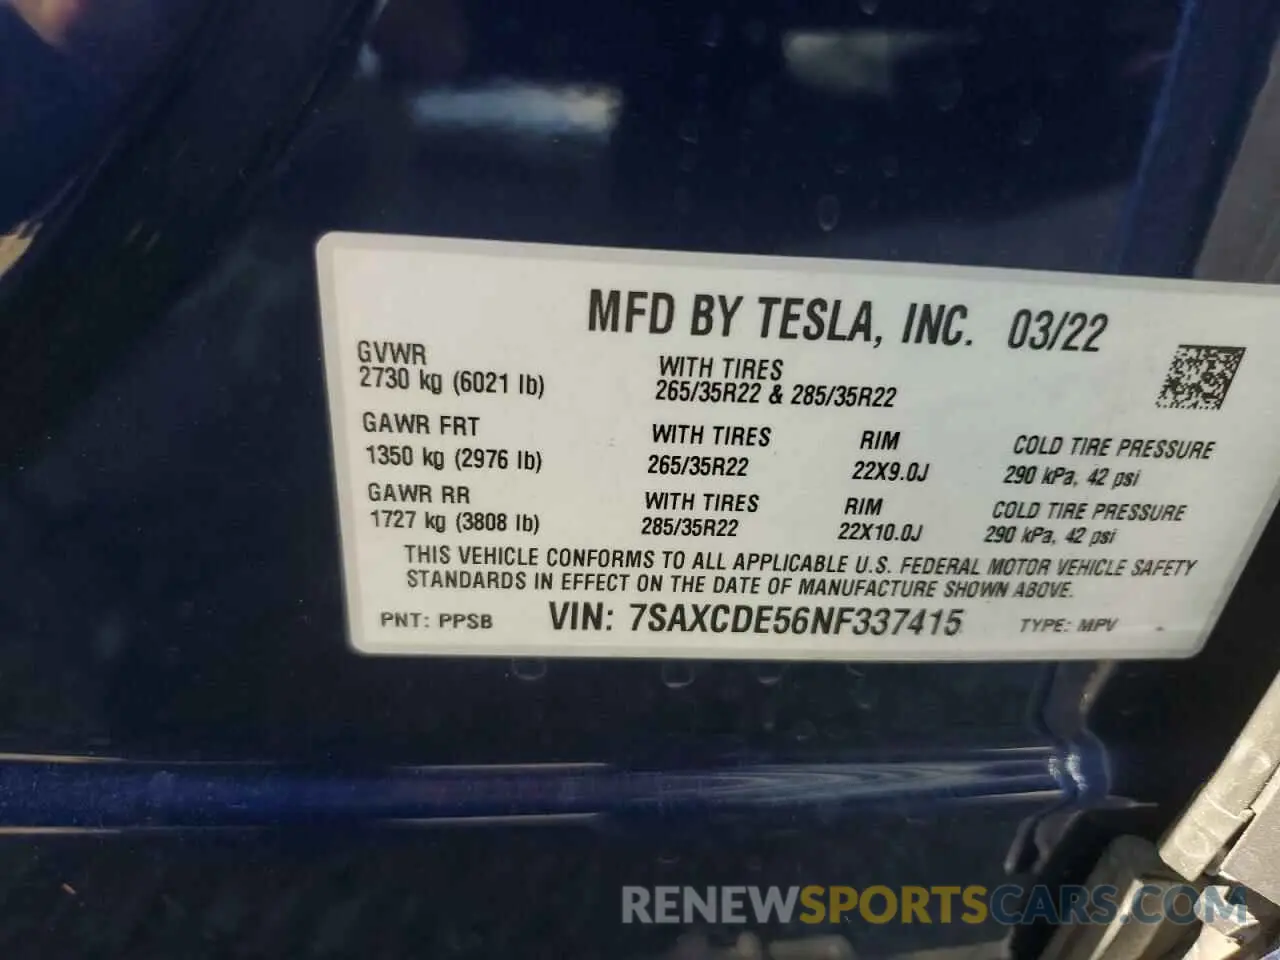 MFD BY TESLA, INC. 03/22
GVWR
2730 kg (6021 lb)
WITH TIRES
265/35R22 & 285/35R22
GAWR FRT
1350 kg (2976 lb)
WITH TIRES
265/35R22
RIM
22X9.0J
COLD TIRE PRESSURE
290 kPa, 42 psi
GAWR RR
1727 kg (3808 lb)
WITH TIRES
285/35R22
RIM
22X10.0J
COLD TIRE PRESSURE
290 kPa, 42 psi
THIS VEHICLE CONFORMS TO ALL APPLICABLE U.S. FEDERAL MOTOR VEHICLE SAFETY
STANDARDS IN EFFECT ON THE DATE OF MANUFACTURE SHOWN ABOVE.
PNT: PPSB VIN: 7SAXCDE56NF337415 TYPE: MPV
RENEWSPORTSCARS.COM